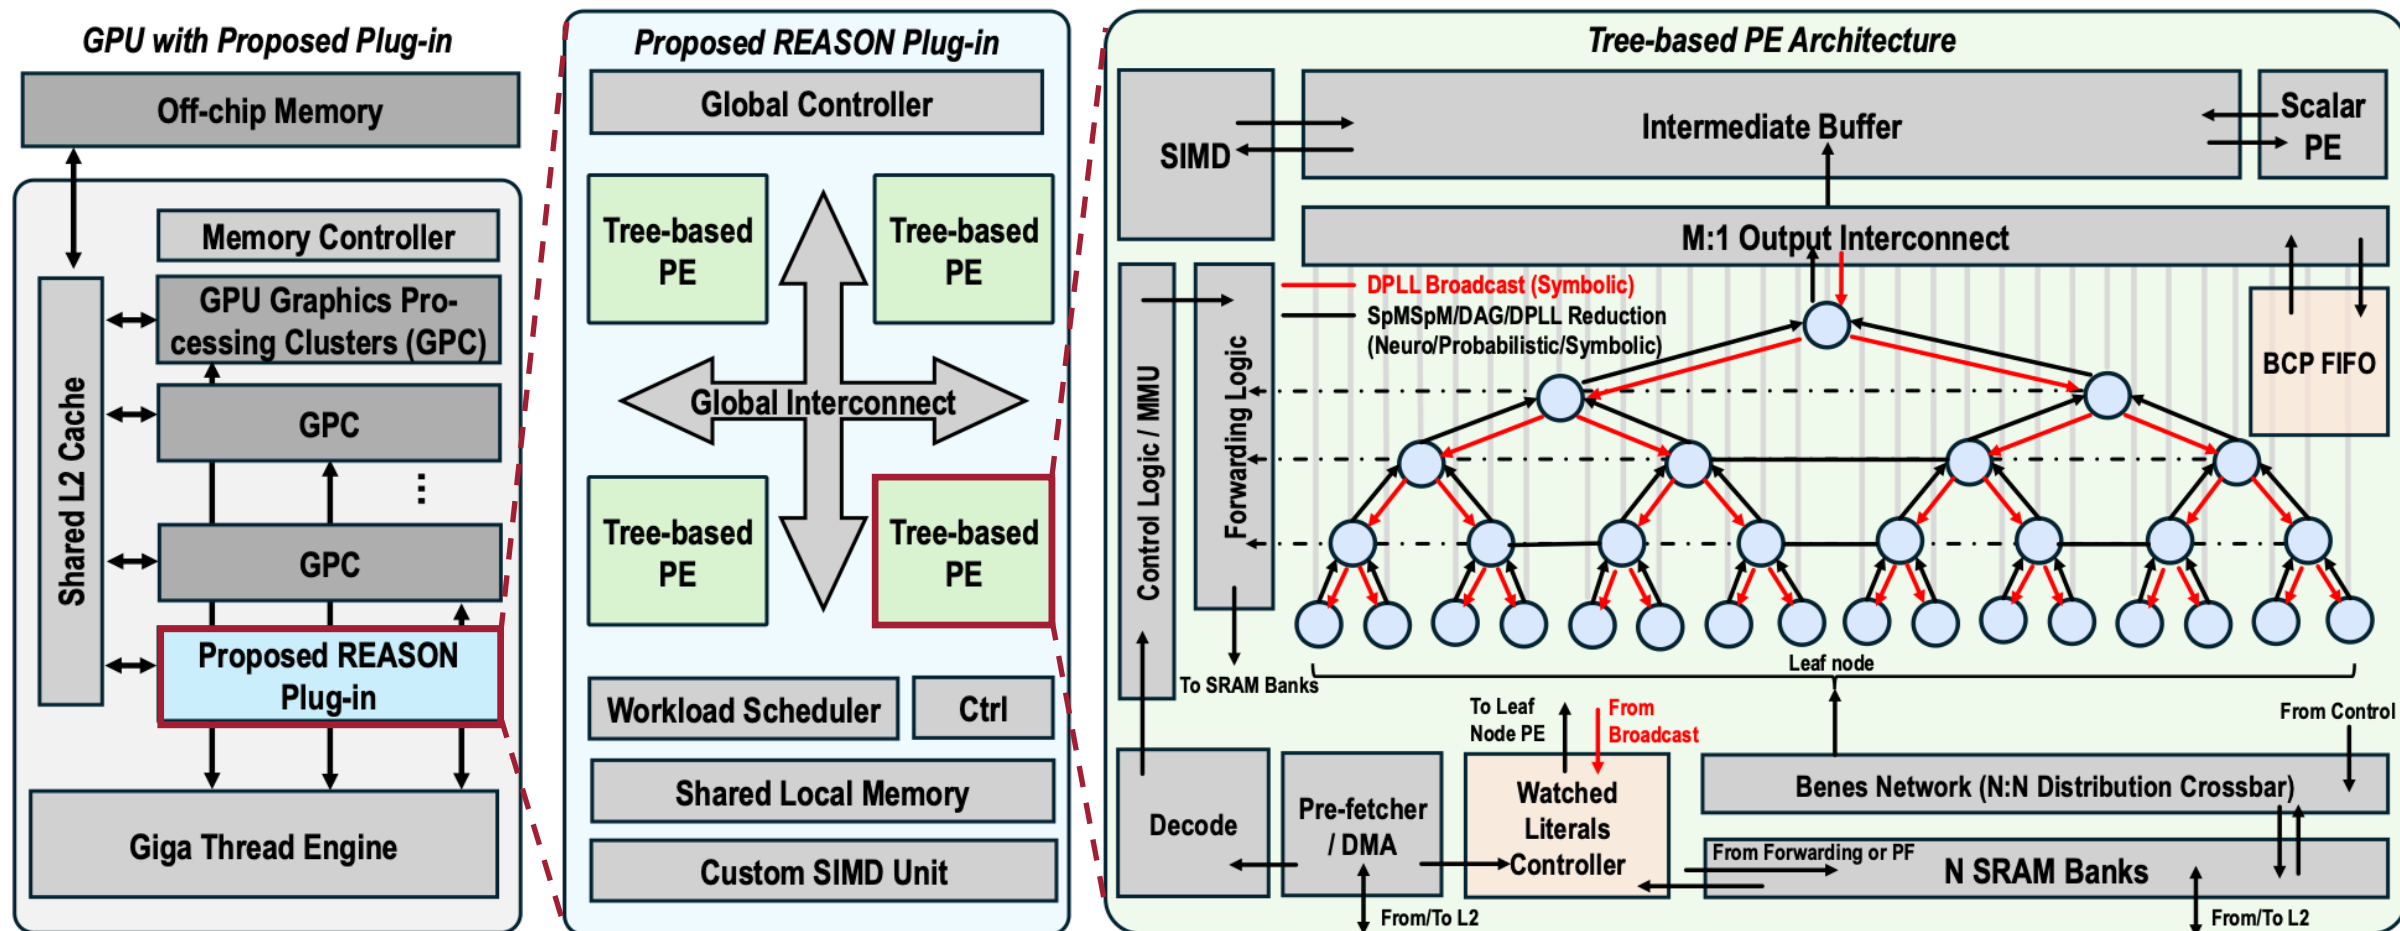 GPU with Proposed Plug-in
Off-chip Memory
Memory Controller
GPU Graphics Pro-
cessing Clusters (GPC)
GPC
⋮
GPC
Shared L2 Cache
Proposed REASON
Plug-in
Giga Thread Engine
Proposed REASON Plug-in
Global Controller
Tree-based
PE
Tree-based
PE
Global Interconnect
Tree-based
PE
Tree-based
PE
Workload Scheduler
Ctrl
Shared Local Memory
Custom SIMD Unit
Tree-based PE Architecture
SIMD
Intermediate Buffer
Scalar
PE
M:1 Output Interconnect
DPLL Broadcast (Symbolic)
SpMSpM/DAG/DPLL Reduction
(Neuro/Probabilistic/Symbolic)
BCP FIFO
Control Logic / MMU
Forwarding Logic
To SRAM Banks
Leaf node
To Leaf
Node PE
From
Broadcast
From Control
Decode
Pre-fetcher
/ DMA
Watched
Literals
Controller
Benes Network (N:N Distribution Crossbar)
From Forwarding or PF
N SRAM Banks
From/To L2
From/To L2